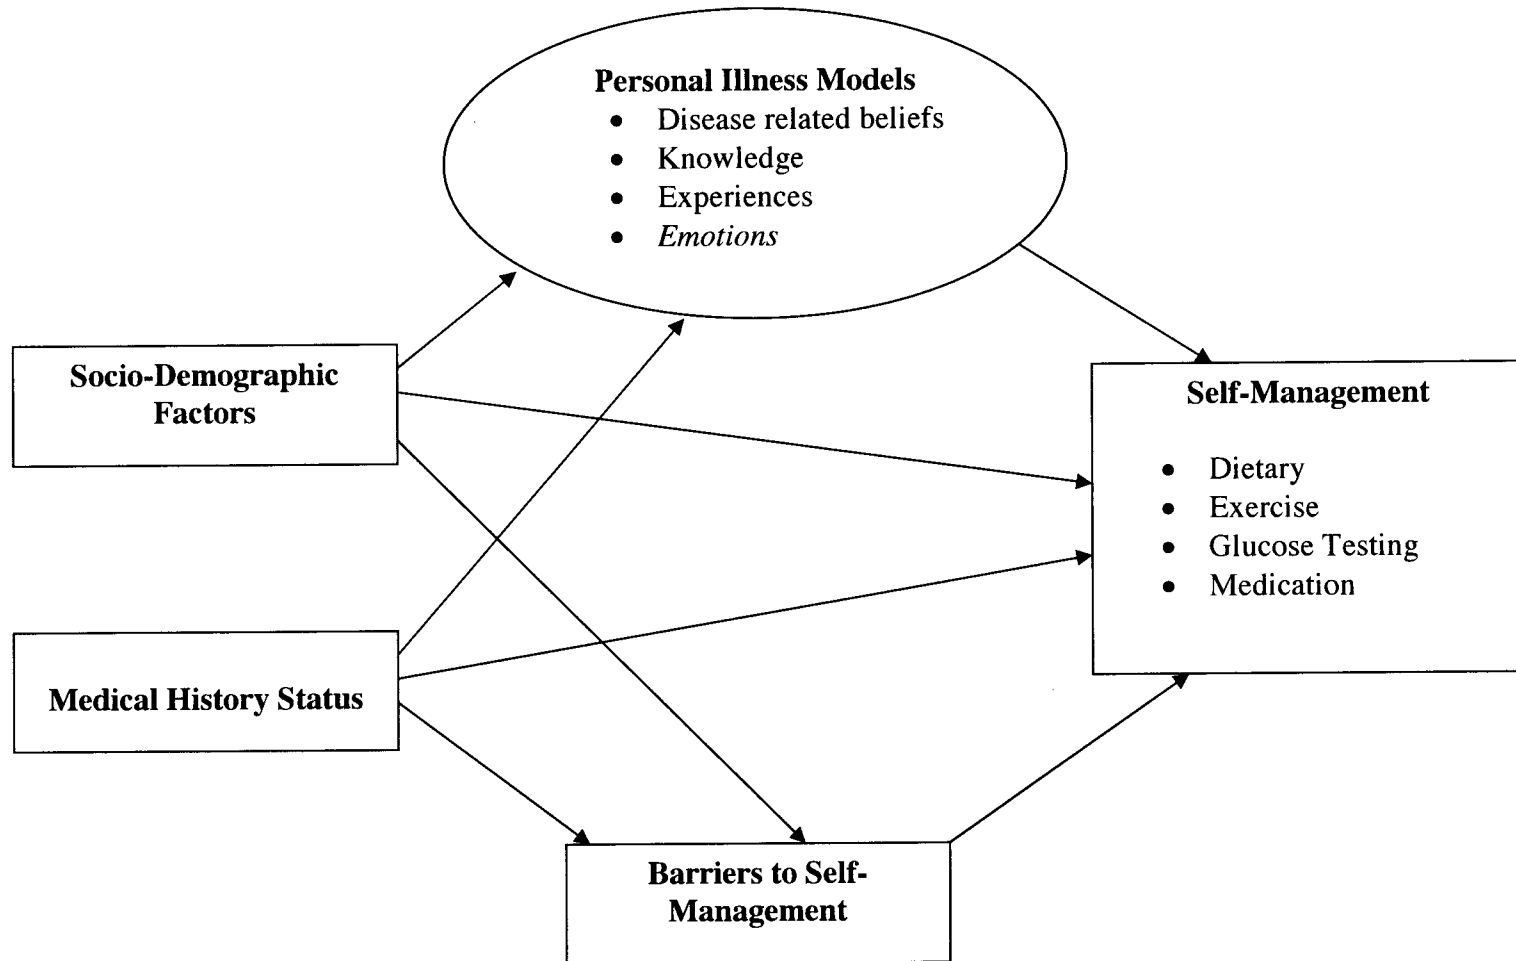 Personal Illness Models
• Disease related beliefs
• Knowledge
• Experiences
• Emotions
Socio-Demographic
Factors
Self-Management
• Dietary
• Exercise
• Glucose Testing
• Medication
Medical History Status
Barriers to Self-
Management